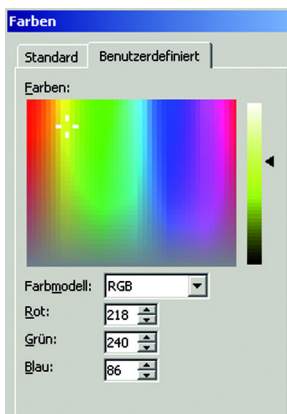 Farben
Standard Benutzerdefiniert
Farben:
Farbmodell: RGB
Rot: 218
Grün: 240
Blau: 86